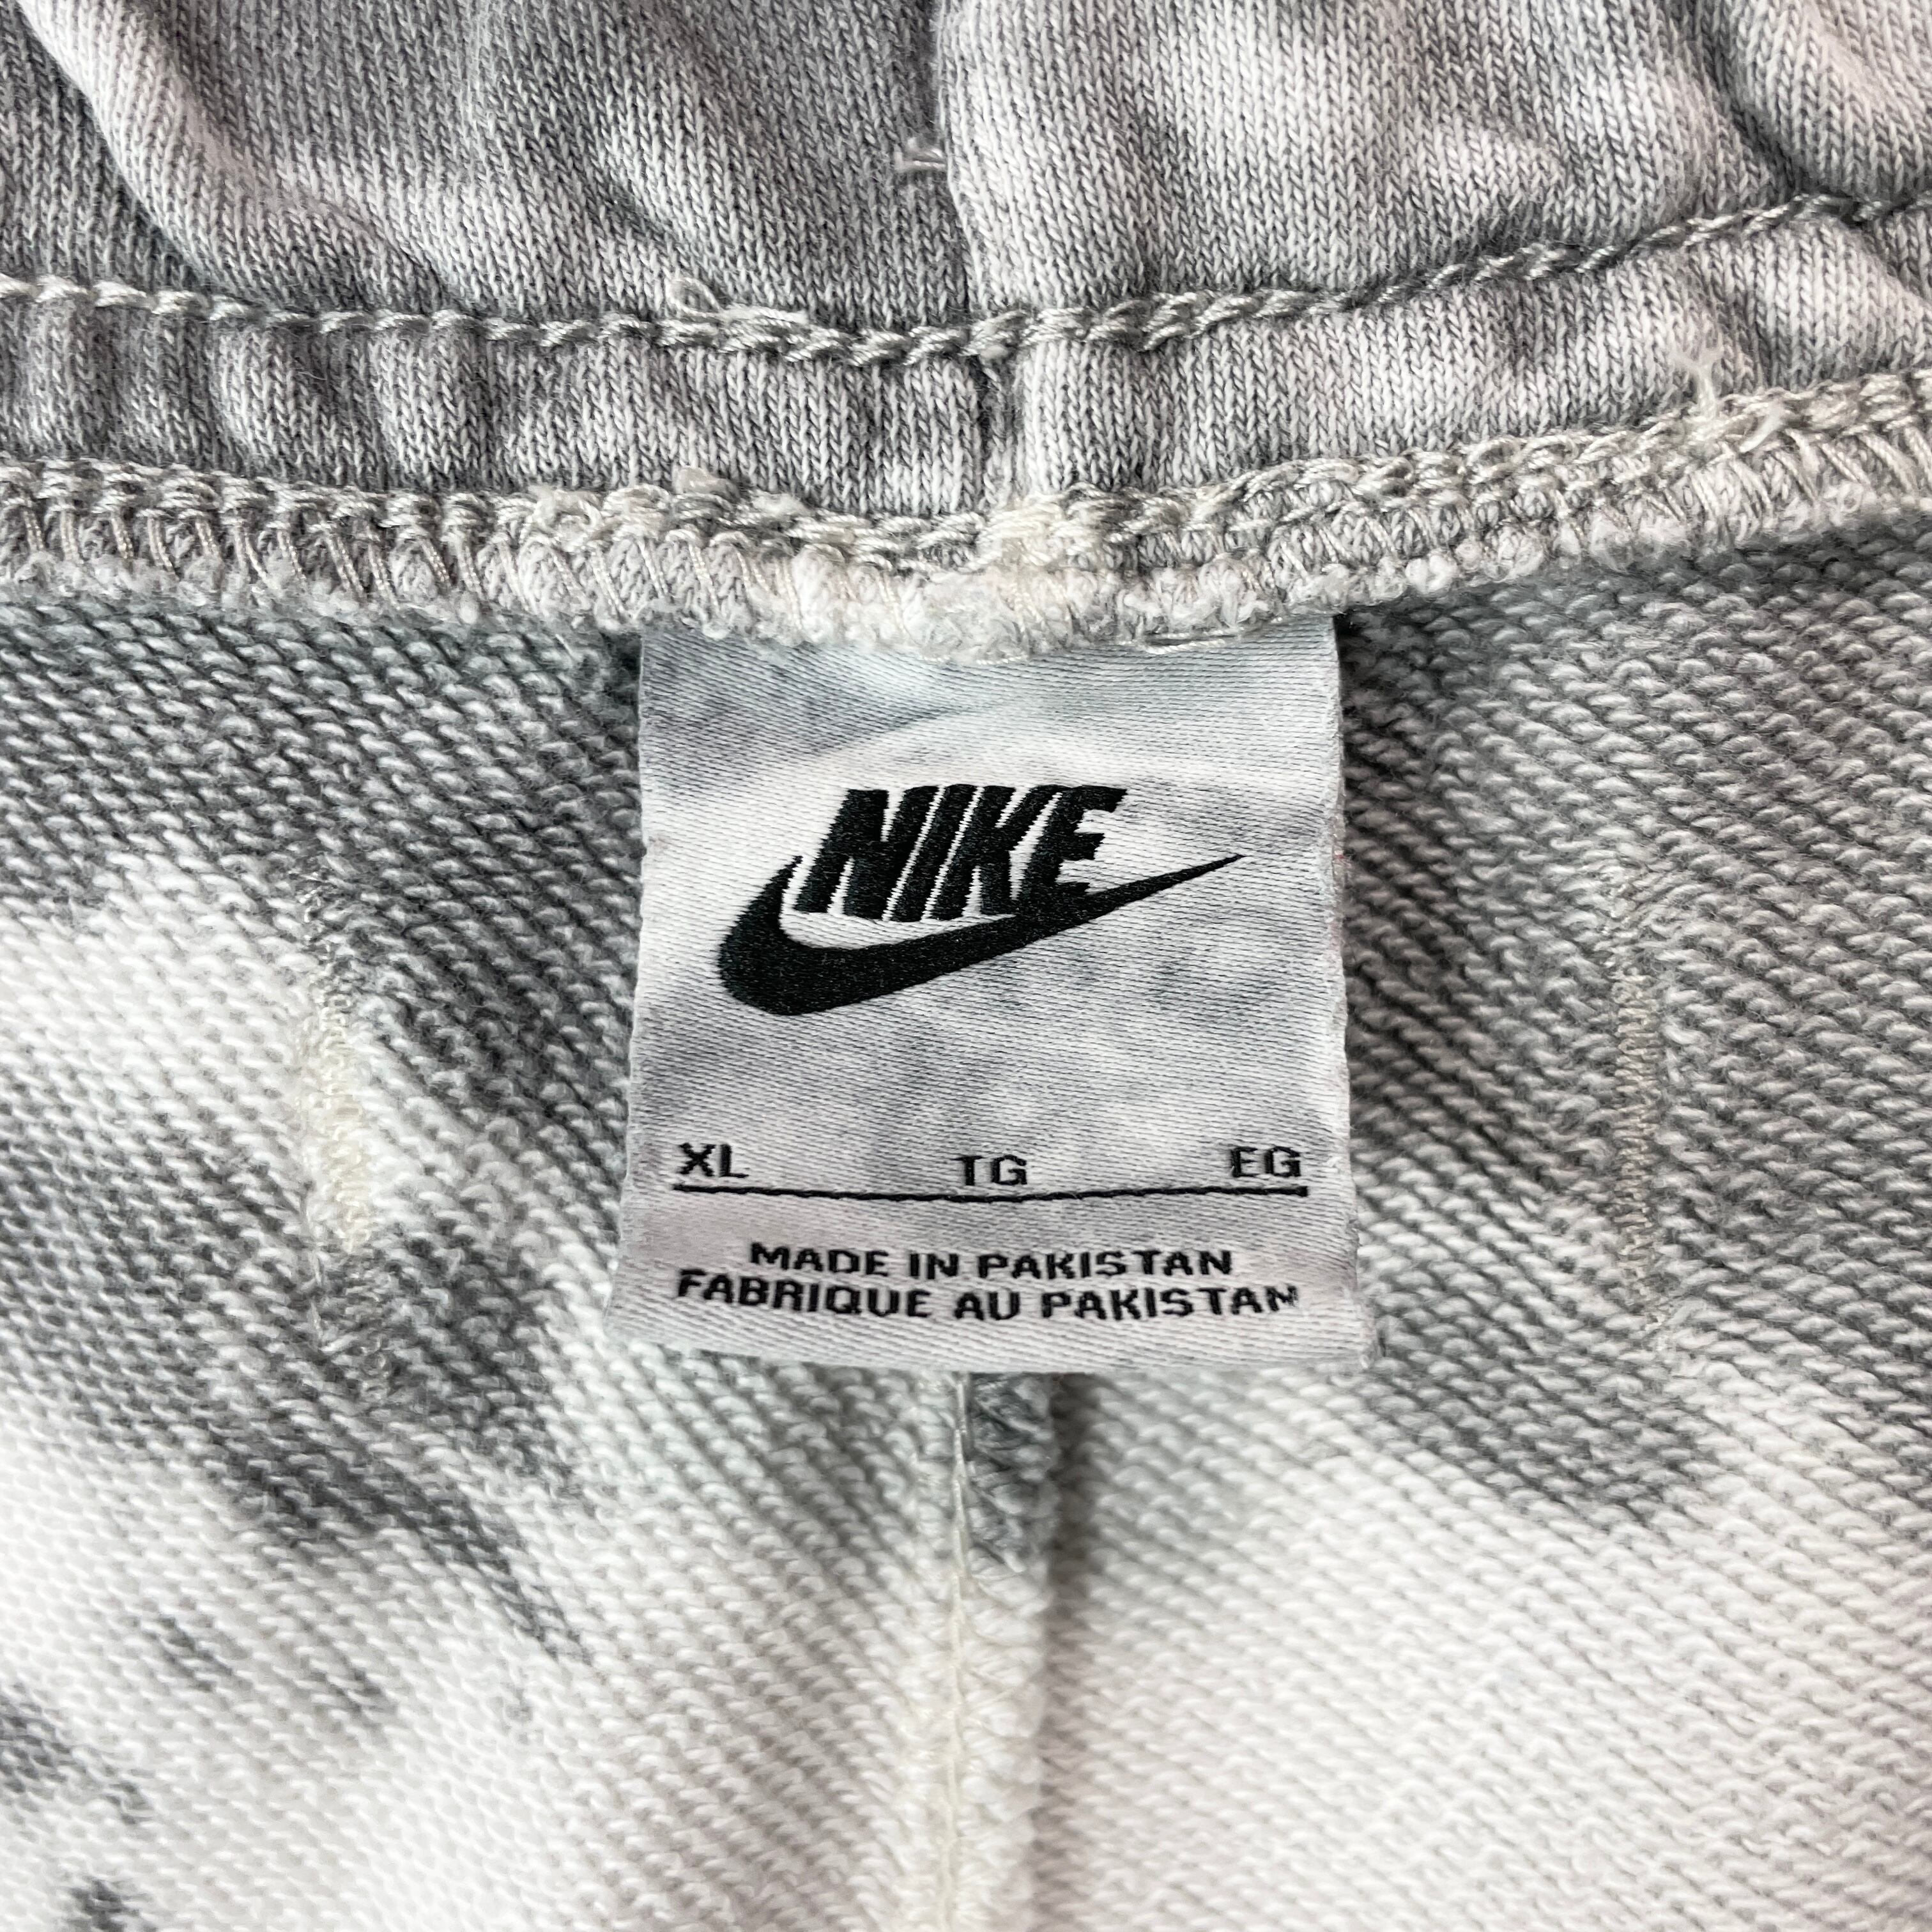 NIKE
XL TG EG
MADE IN PAKISTAN
FABRIQUE AU PAKISTAN